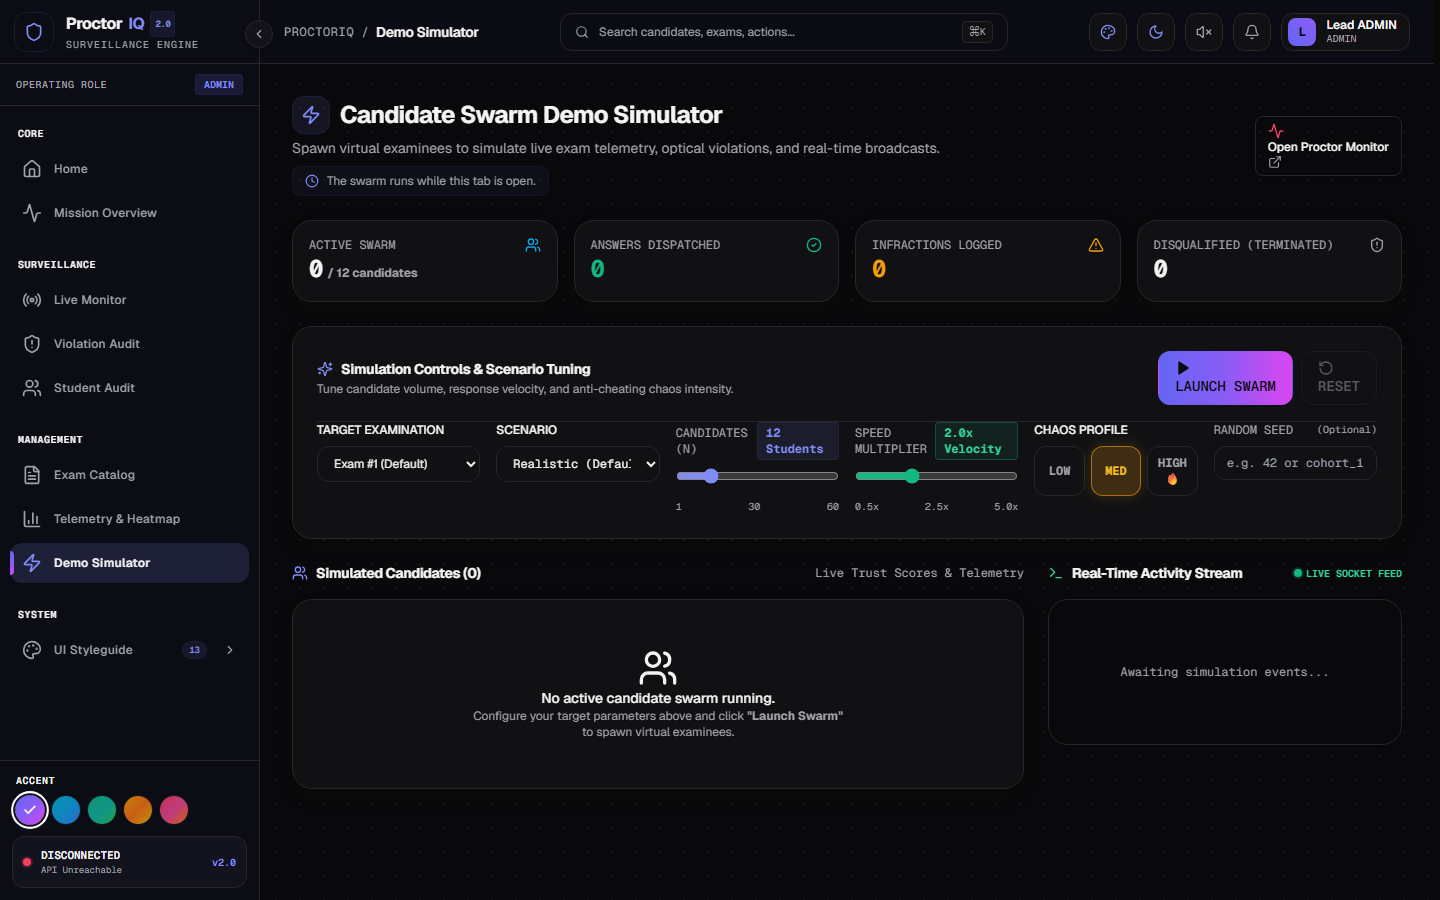 Proctor IQ 2.0
SURVEILLANCE ENGINE
OPERATING ROLE ADMIN
CORE
Home
Mission Overview
SURVEILLANCE
Live Monitor
Violation Audit
Student Audit
MANAGEMENT
Exam Catalog
Telemetry & Heatmap
Demo Simulator
SYSTEM
UI Styleguide 13
ACCENT
DISCONNECTED
API Unreachable
v2.0
PROCTORIQ / Demo Simulator
Search candidates, exams, actions...
⌘K
L
Lead ADMIN
ADMIN
Candidate Swarm Demo Simulator
Spawn virtual examinees to simulate live exam telemetry, optical violations, and real-time broadcasts.
The swarm runs while this tab is open.
Open Proctor Monitor
ACTIVE SWARM
0 / 12 candidates
ANSWERS DISPATCHED
0
INFRACTIONS LOGGED
0
DISQUALIFIED (TERMINATED)
0
Simulation Controls & Scenario Tuning
Tune candidate volume, response velocity, and anti-cheating chaos intensity.
LAUNCH SWARM
RESET
TARGET EXAMINATION
Exam #1 (Default)
SCENARIO
Realistic (Defau
CANDIDATES
(N)
12
Students
1 30 60
SPEED
MULTIPLIER
2.0x
Velocity
0.5x 2.5x 5.0x
CHAOS PROFILE
LOW
MED
HIGH
RANDOM SEED (Optional)
e.g. 42 or cohort_1
Simulated Candidates (0)
Live Trust Scores & Telemetry
No active candidate swarm running.
Configure your target parameters above and click "Launch Swarm"
to spawn virtual examinees.
Real-Time Activity Stream
LIVE SOCKET FEED
Awaiting simulation events...